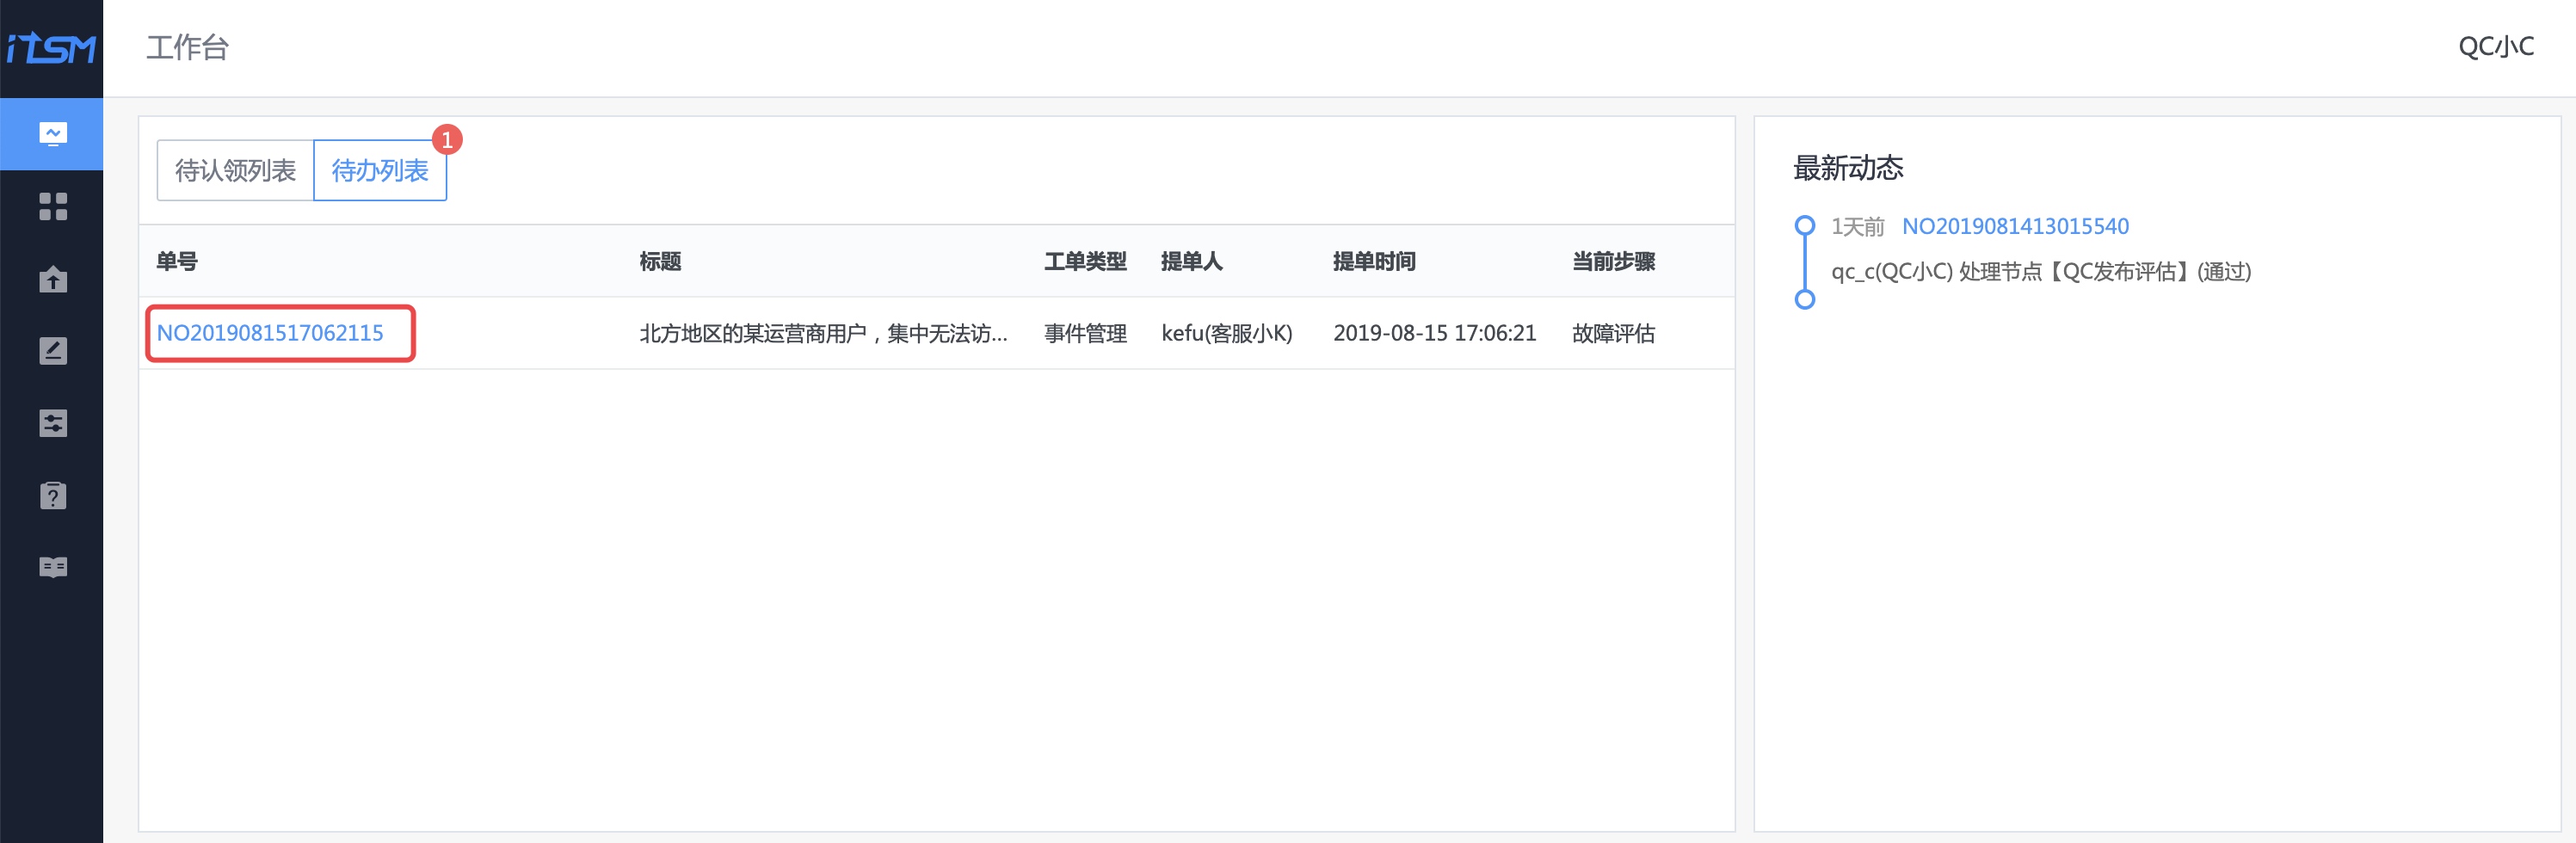 iTSM
工作台
QC小C
待认领列表
待办列表
1
单号 标题 工单类型 提单人 提单时间 当前步骤
NO2019081517062115 北方地区的某运营商用户，集中无法访... 事件管理 kefu(客服小K) 2019-08-15 17:06:21 故障评估
最新动态
1天前 NO2019081413015540
qc_c(QC小C) 处理节点【QC发布评估】(通过)